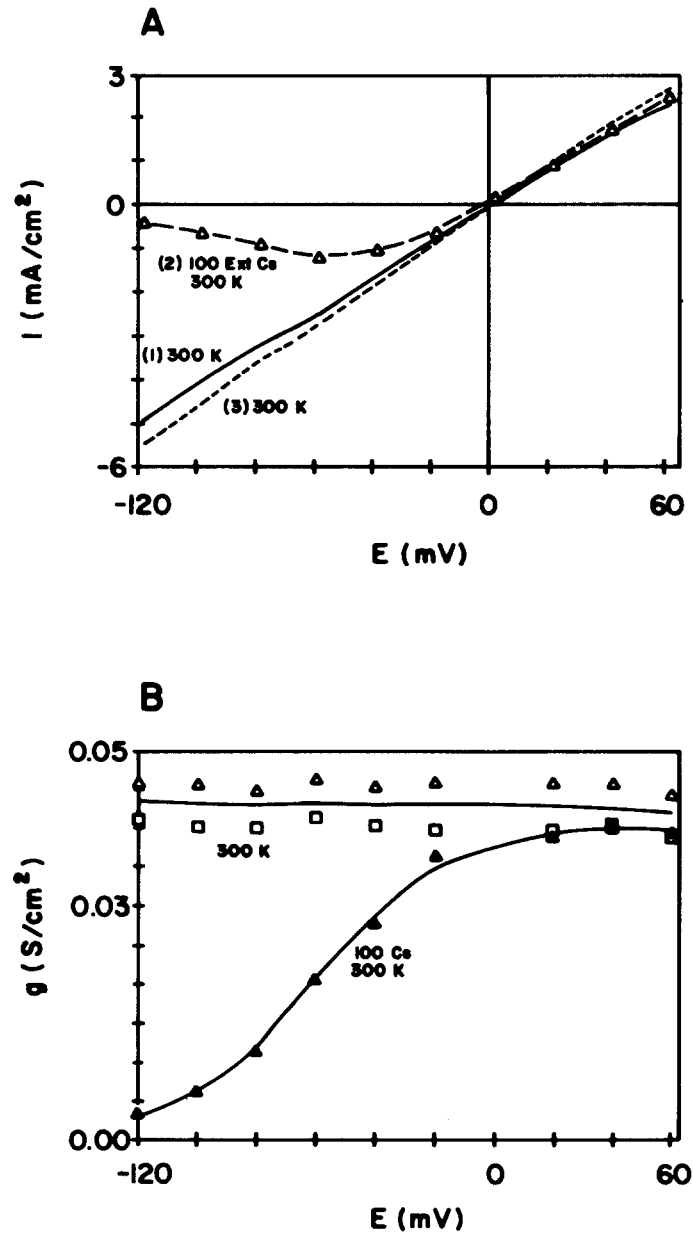 A
3
0
-6
I (mA/cm²)
(2) 100 Ext Cs
300 K
(1) 300 K
(3) 300 K
-120
0
60
E (mV)
B
0.05
0.03
0.00
g (S/cm²)
300 K
100 Cs
300 K
-120
0
60
E (mV)